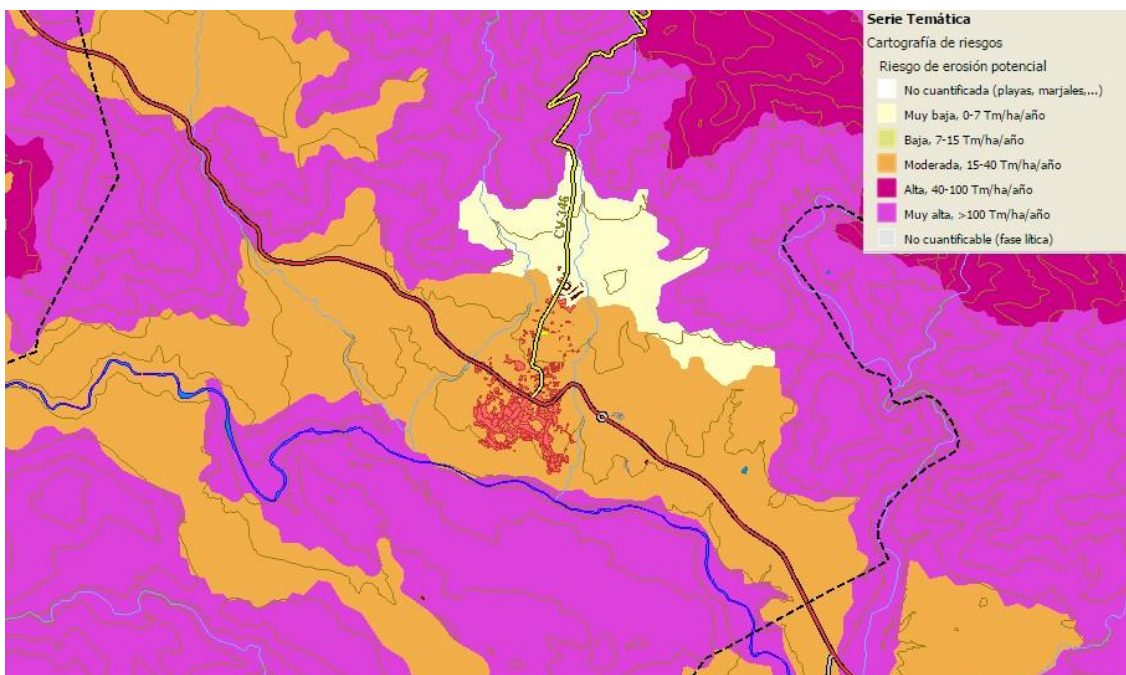 Serie Temática
Cartografía de riesgos
Riesgo de erosión potencial
No cuantificada (playas, marjales,...)
Muy baja, 0-7 Tm/ha/año
Baja, 7-15 Tm/ha/año
Moderada, 15-40 Tm/ha/año
Alta, 40-100 Tm/ha/año
Muy alta, >100 Tm/ha/año
No cuantificable (fase lítica)
CV-346